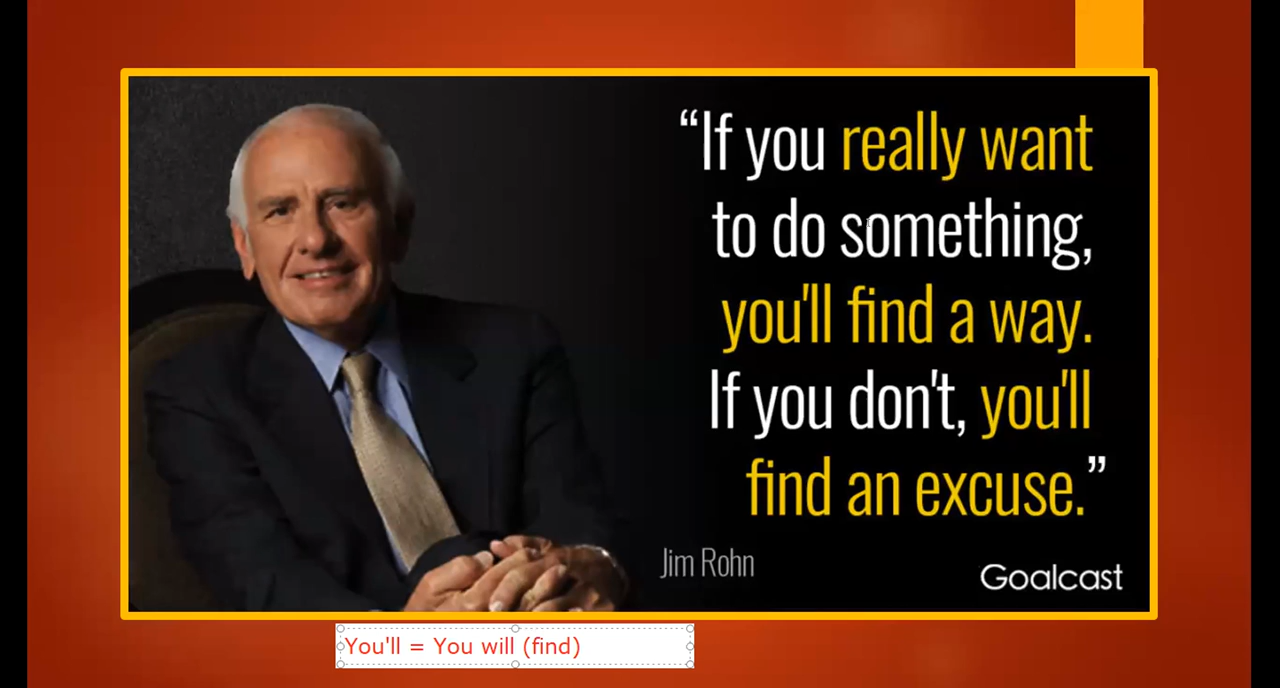 “If you really want
to do something,
you'll find a way.
If you don't, you'll
find an excuse.”
Jim Rohn
Goalcast
You'll = You will (find)